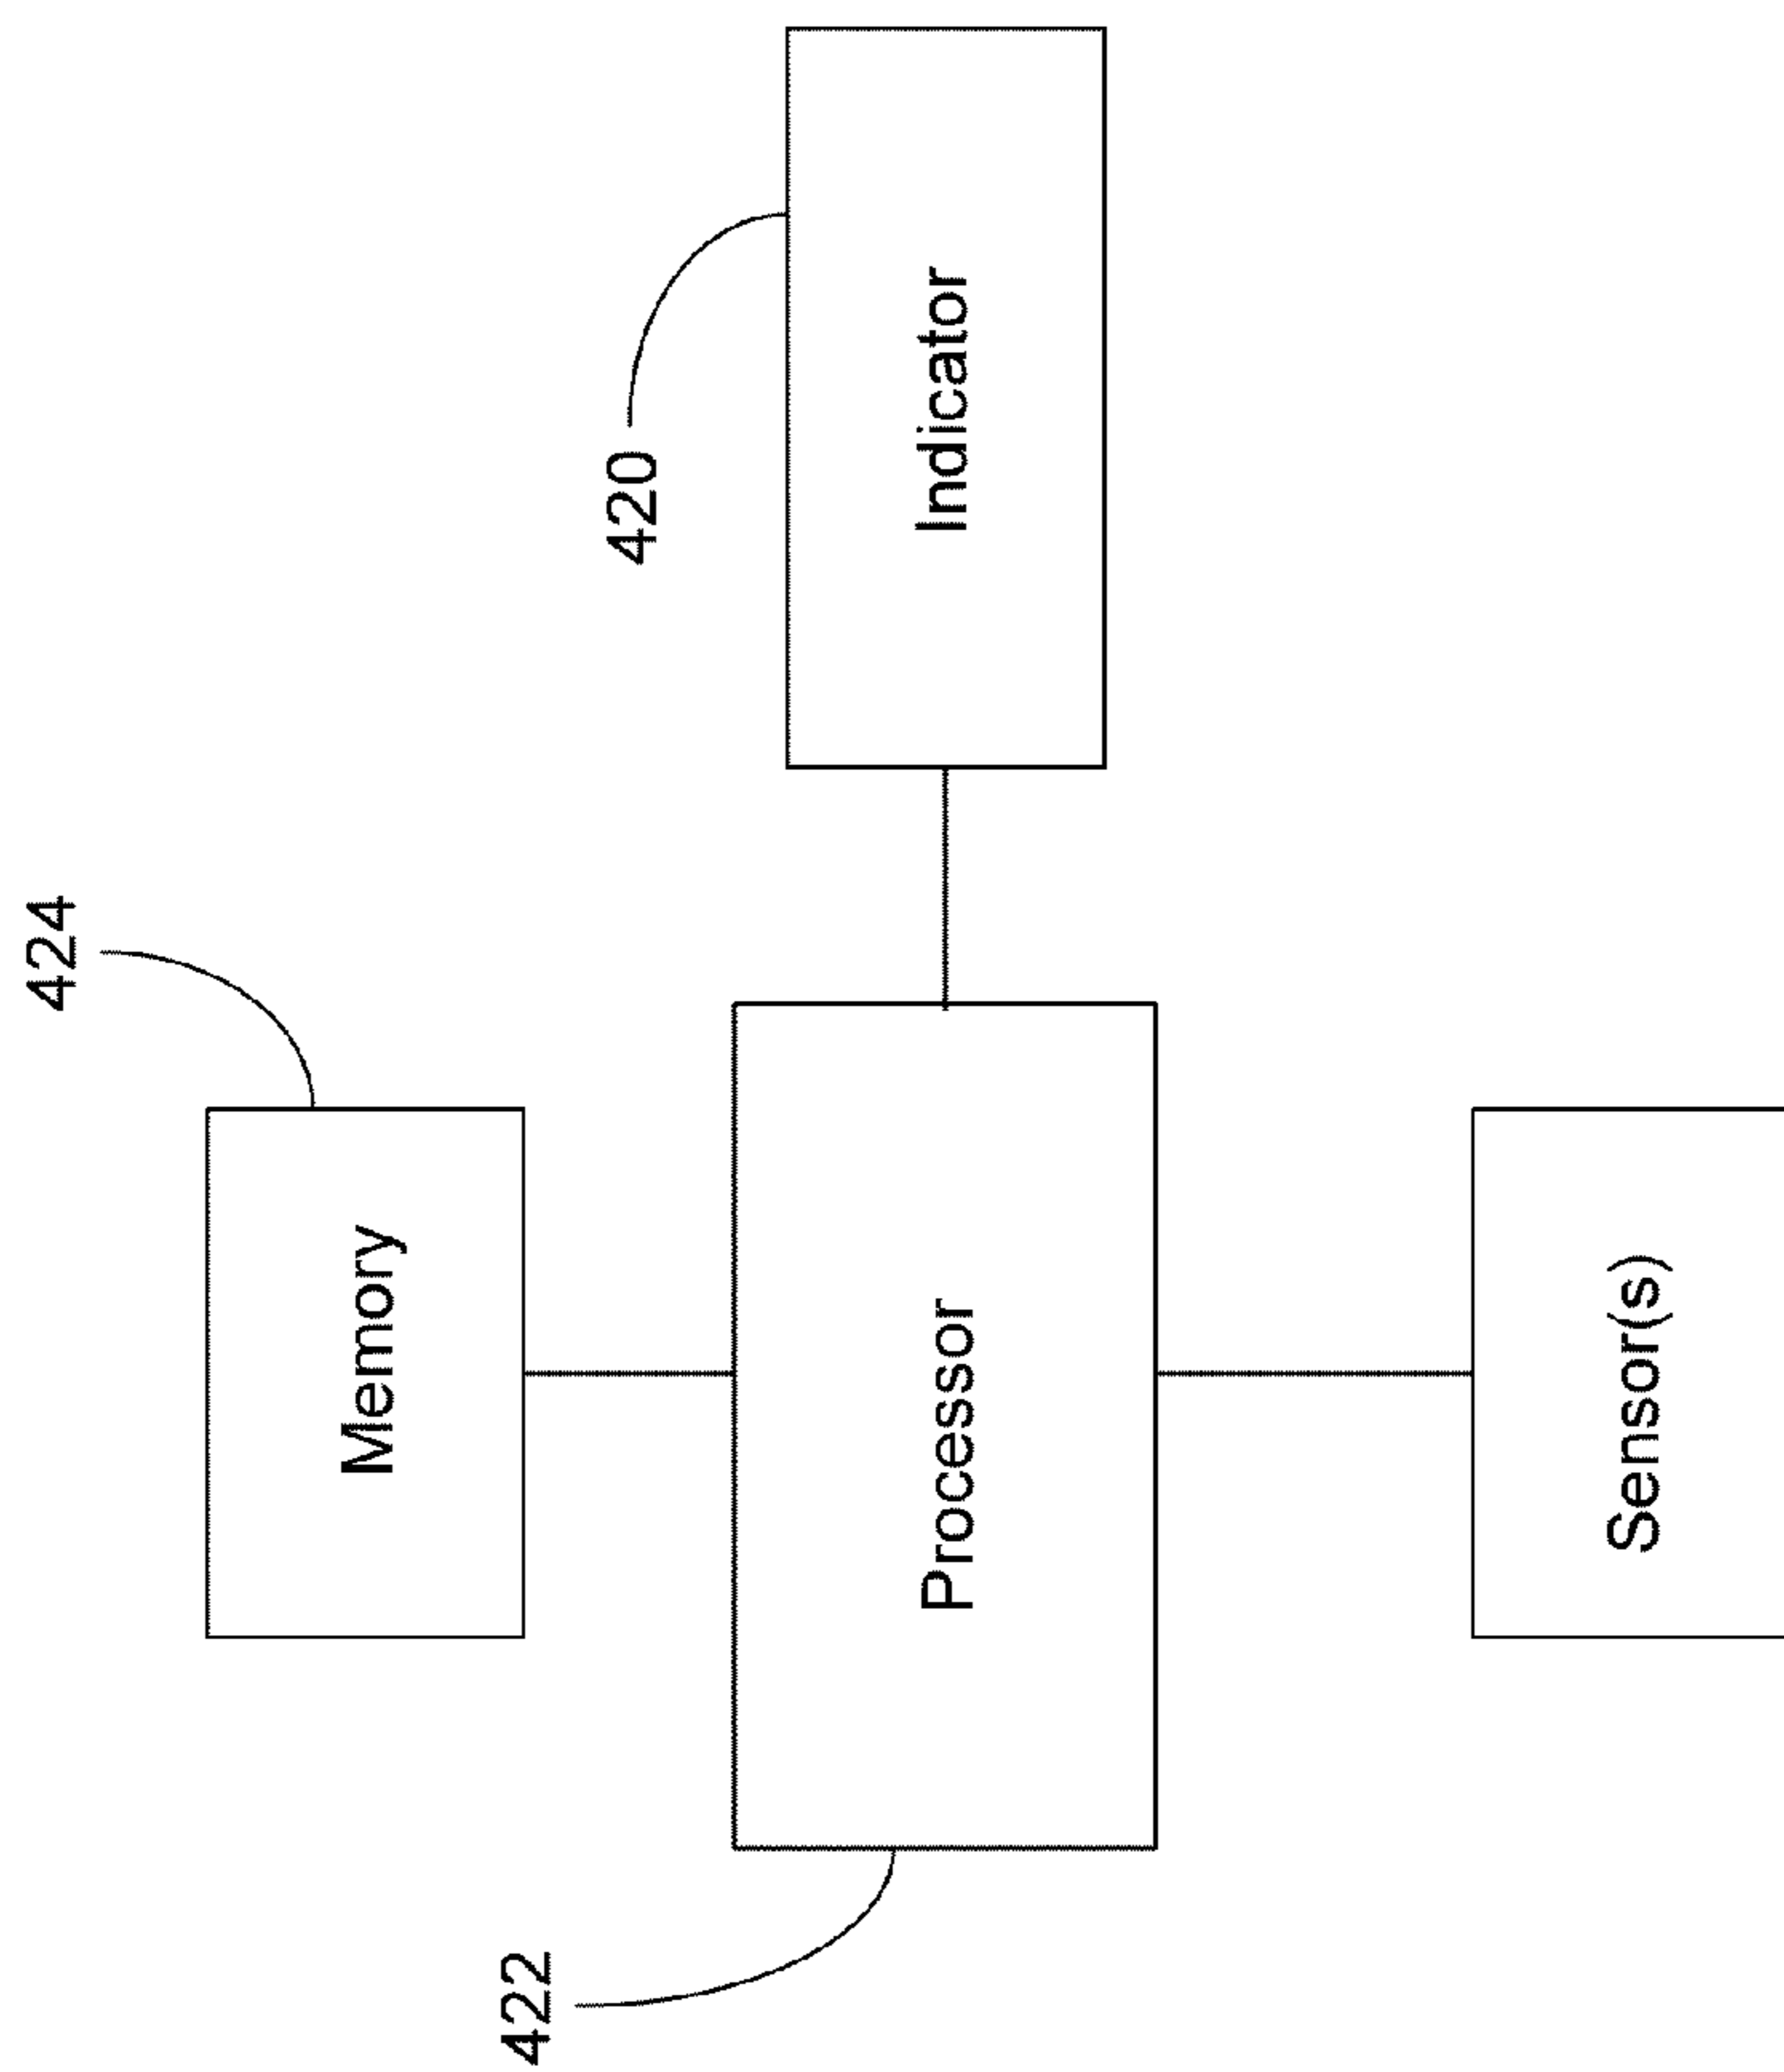 424
Memory
420
422
Processor
Indicator
Sensor(s)